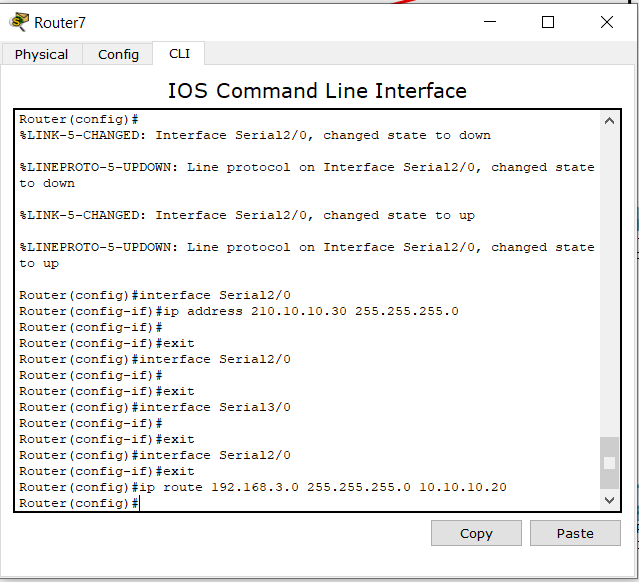 Router7
Physical Config CLI
IOS Command Line Interface
Router(config)#
%LINK-5-CHANGED: Interface Serial2/0, changed state to down
%LINEPROTO-5-UPDOWN: Line protocol on Interface Serial2/0, changed state
to down
%LINK-5-CHANGED: Interface Serial2/0, changed state to up
%LINEPROTO-5-UPDOWN: Line protocol on Interface Serial2/0, changed state
to up
Router(config)#interface Serial2/0
Router(config-if)#ip address 210.10.10.30 255.255.255.0
Router(config-if)#
Router(config-if)#exit
Router(config)#interface Serial2/0
Router(config-if)#
Router(config-if)#exit
Router(config)#interface Serial3/0
Router(config-if)#
Router(config-if)#exit
Router(config)#interface Serial2/0
Router(config-if)#exit
Router(config)#ip route 192.168.3.0 255.255.255.0 10.10.10.20
Router(config)#
Copy Paste